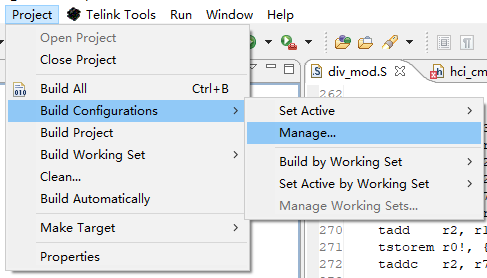 Project Telink Tools Run Window Help
Open Project
Close Project
Build All Ctrl+B
Build Configurations
Build Project
Build Working Set
Clean...
Build Automatically
Make Target
Properties
Set Active
Manage...
Build by Working Set
Set Active by Working Set
Manage Working Sets...
div_mod.S hci_cm
262
270 tadd r2, r1
271 tstorem r0!, {
272 taddc r2, r7